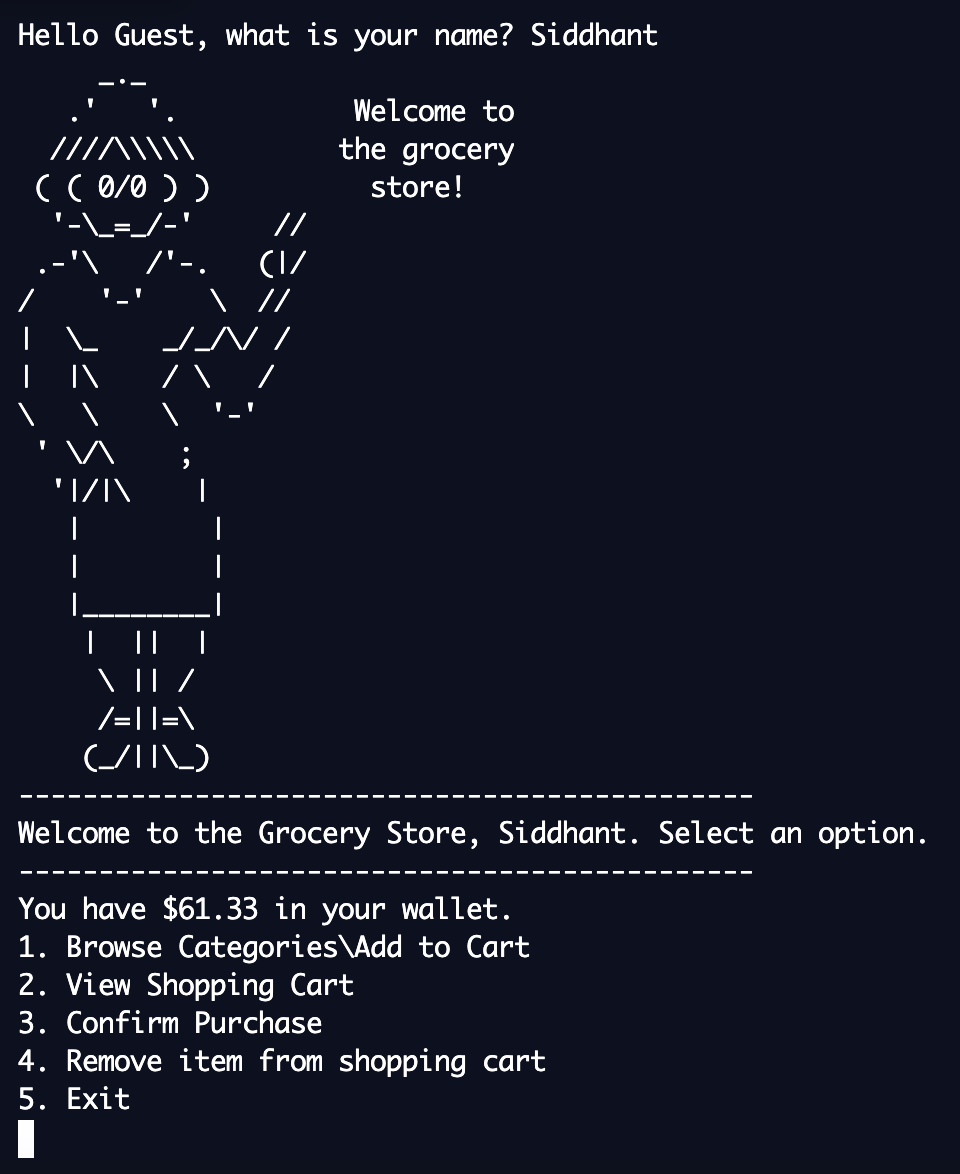 Hello Guest, what is your name? Siddhant
Welcome to
the grocery
store!
----------------------------------------------
Welcome to the Grocery Store, Siddhant. Select an option.
----------------------------------------------
You have $61.33 in your wallet.
1. Browse Categories\Add to Cart
2. View Shopping Cart
3. Confirm Purchase
4. Remove item from shopping cart
5. Exit